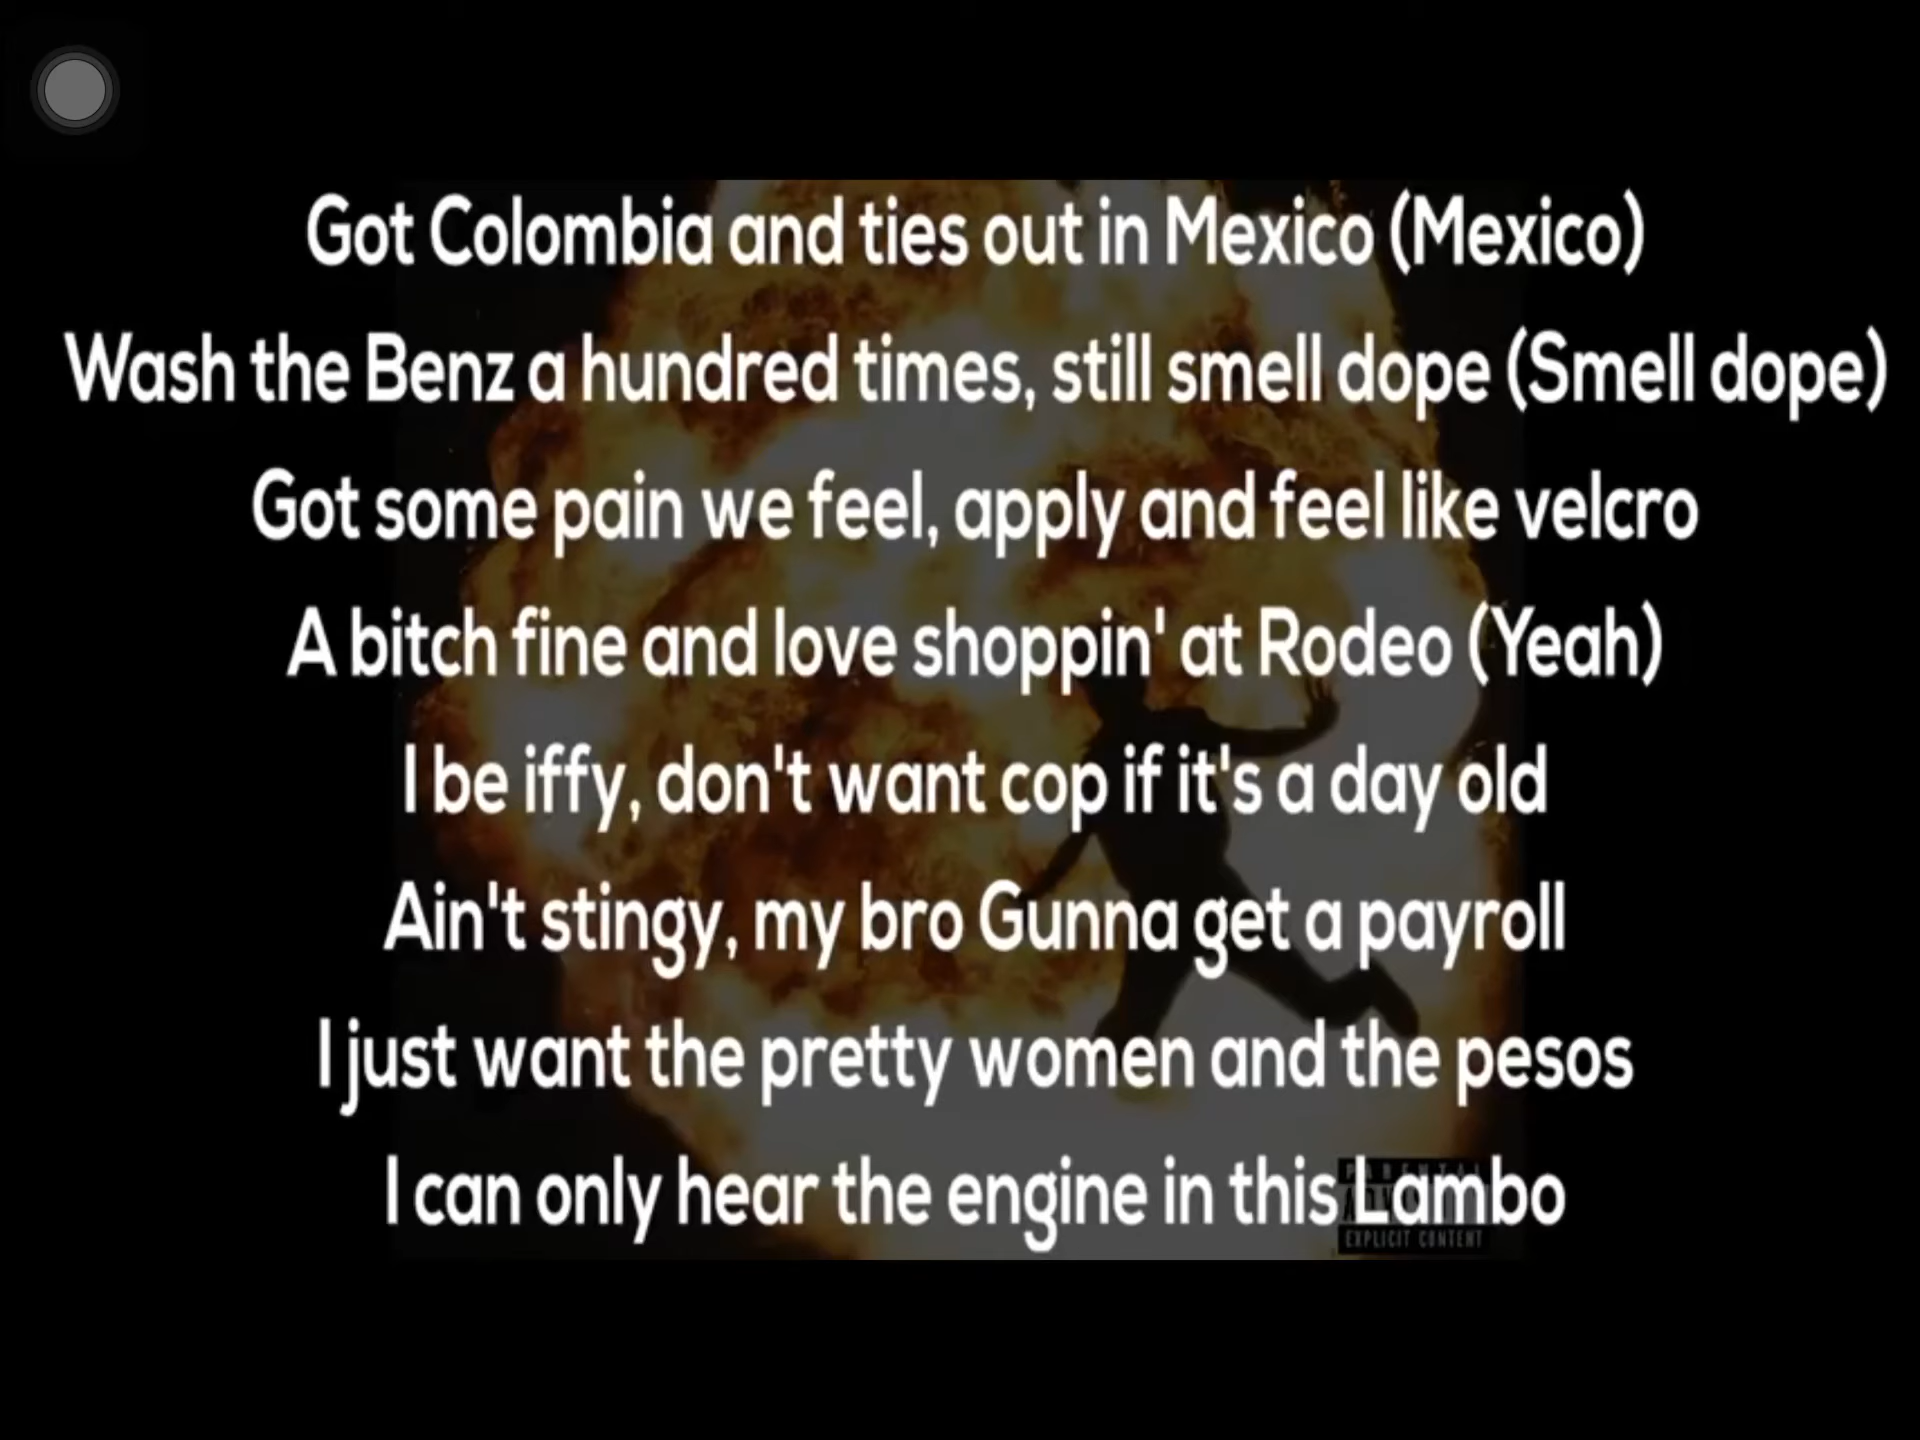 Got Colombia and ties out in Mexico (Mexico)
Wash the Benz a hundred times, still smell dope (Smell dope)
Got some pain we feel, apply and feel like velcro
A bitch fine and love shoppin' at Rodeo (Yeah)
I be iffy, don't want cop if it's a day old
Ain't stingy, my bro Gunna get a payroll
I just want the pretty women and the pesos
I can only hear the engine in this Lambo
PARENTAL
EXPLICIT CONTENT